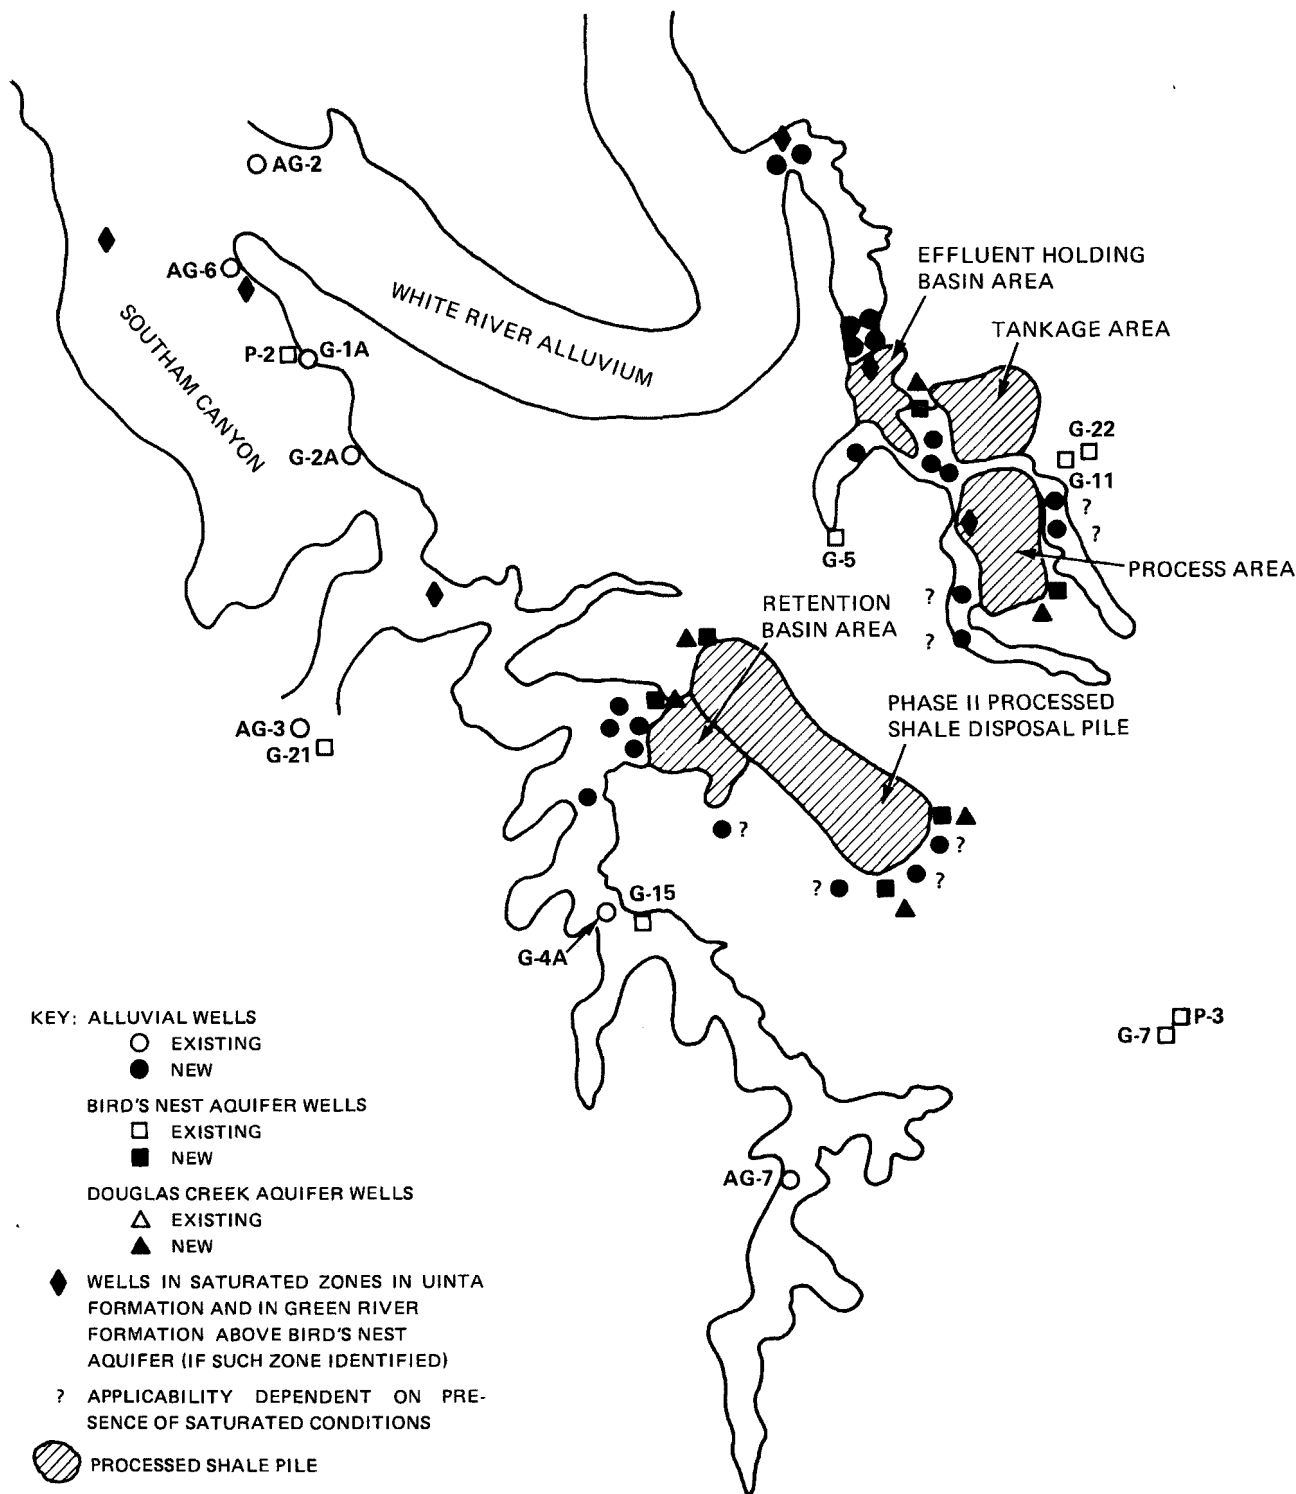 AG-2
EFFLUENT HOLDING
BASIN AREA
AG-6
WHITE RIVER ALLUVIUM
TANKAGE AREA
SOUTHAM CANYON
P-2
G-1A
G-2A
G-22
G-11
?
?
G-5
PROCESS AREA
RETENTION
BASIN AREA
?
?
PHASE II PROCESSED
SHALE DISPOSAL PILE
AG-3
G-21
?
?
?
?
G-15
G-4A
P-3
G-7
AG-7
KEY: ALLUVIAL WELLS
EXISTING
NEW
BIRD'S NEST AQUIFER WELLS
EXISTING
NEW
DOUGLAS CREEK AQUIFER WELLS
EXISTING
NEW
WELLS IN SATURATED ZONES IN UINTA
FORMATION AND IN GREEN RIVER
FORMATION ABOVE BIRD'S NEST
AQUIFER (IF SUCH ZONE IDENTIFIED)
? APPLICABILITY DEPENDENT ON PRE-
SENCE OF SATURATED CONDITIONS
PROCESSED SHALE PILE